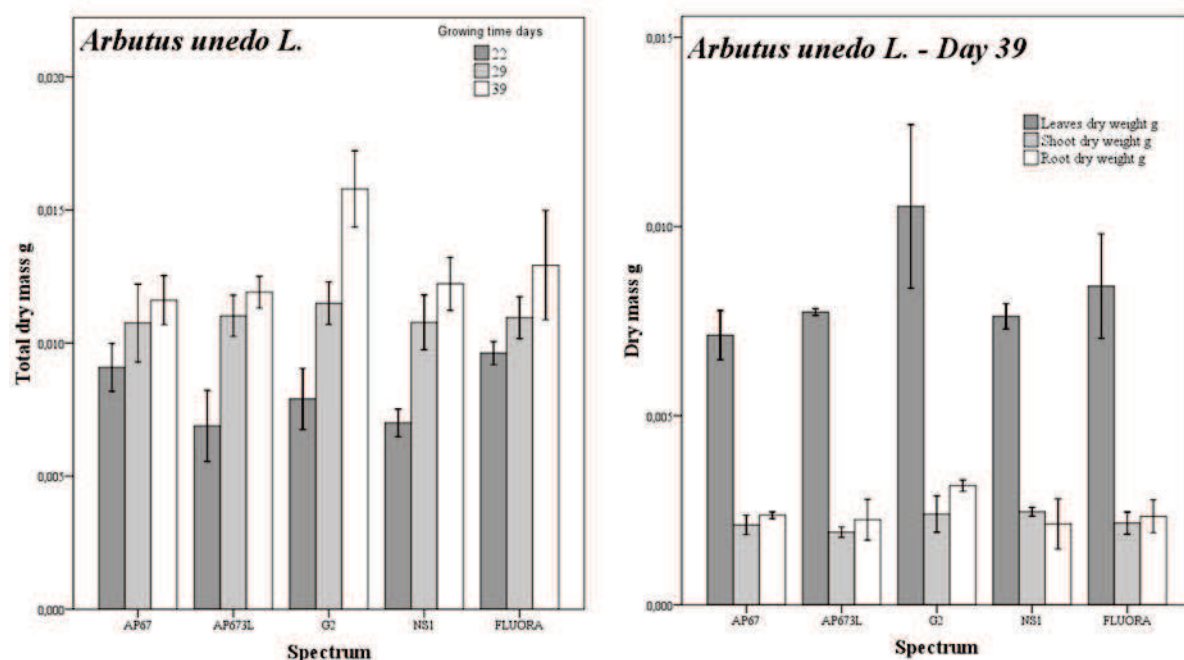 Arbutus unedo L.
Growing time days
22
29
39
0,020
0,015
0,010
0,005
0,000
Total dry mass g
AP67
AP673L
G2
NS1
FLUORA
Spectrum
Arbutus unedo L. - Day 39
Leaves dry weight g
Shoot dry weight g
Root dry weight g
0,015
0,010
0,005
0,000
Dry mass g
AP67
AP673L
G2
NS1
FLUORA
Spectrum